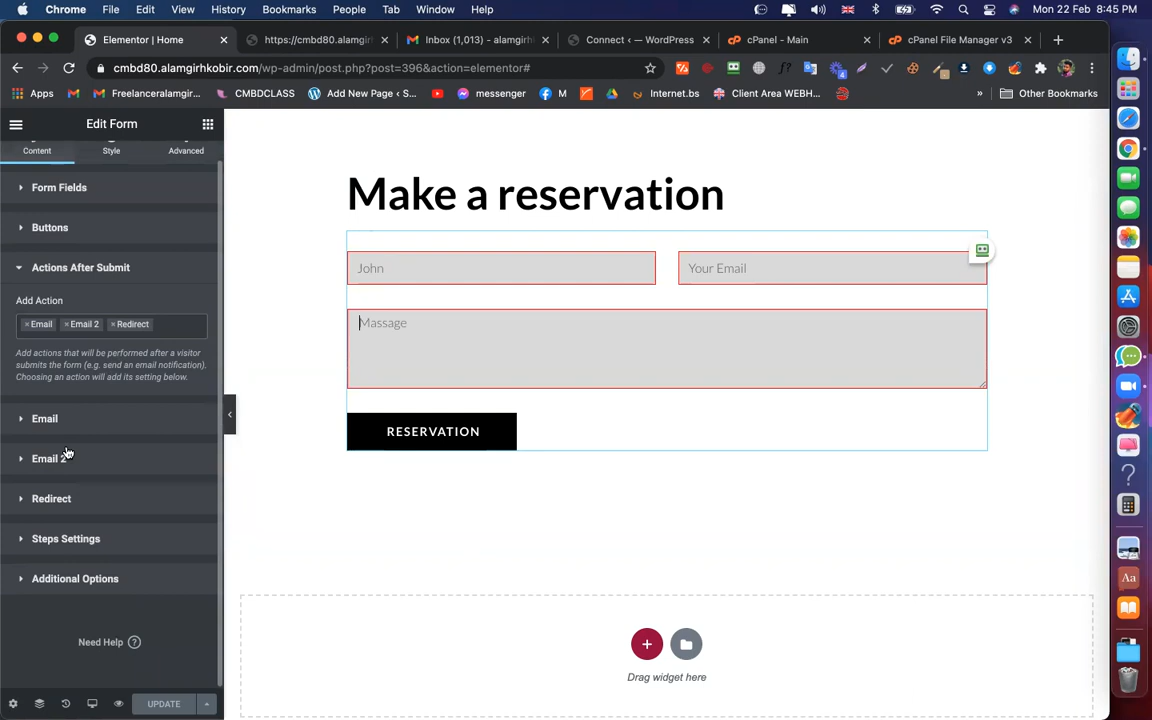 Chrome File Edit View History Bookmarks People Tab Window Help Mon 22 Feb 8:45 PM
Elementor | Home https://cmbd80.alamgirh Inbox (1,013) - alamgirh Connect ‹ — WordPress cPanel - Main cPanel File Manager v3
cmbd80.alamgirhkobir.com/wp-admin/post.php?post=396&action=elementor#
Apps Freelanceralamgir... CMBDCLASS Add New Page ‹ S... messenger M Internet.bs Client Area WEBH... » Other Bookmarks
Edit Form
Content Style Advanced
Form Fields
Buttons
Actions After Submit
Add Action
× Email × Email 2 × Redirect
Add actions that will be performed after a visitor
submits the form (e.g. send an email notification).
Choosing an action will add its setting below.
Email
Email 2
Redirect
Steps Settings
Additional Options
Need Help ?
UPDATE
Make a reservation
John Your Email
Massage
RESERVATION
Drag widget here